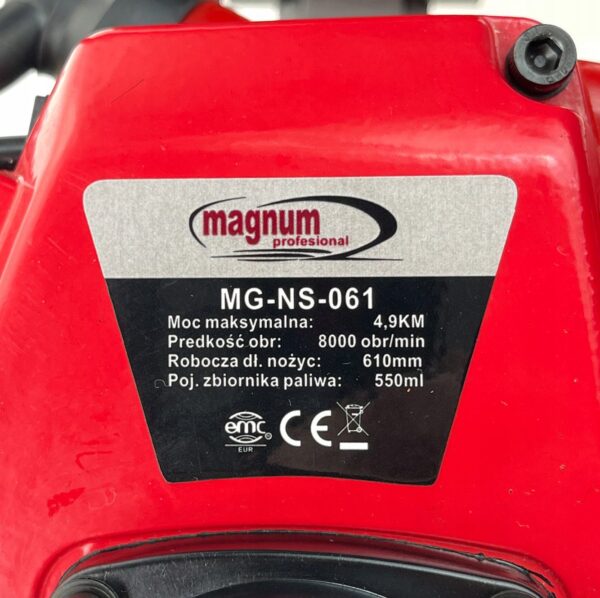 magnum
profesional
MG-NS-061
Moc maksymalna: 4,9KM
Predkość obr: 8000 obr/min
Robocza dł. nożyc: 610mm
Poj. zbiornika paliwa: 550ml
emc CE
EUR